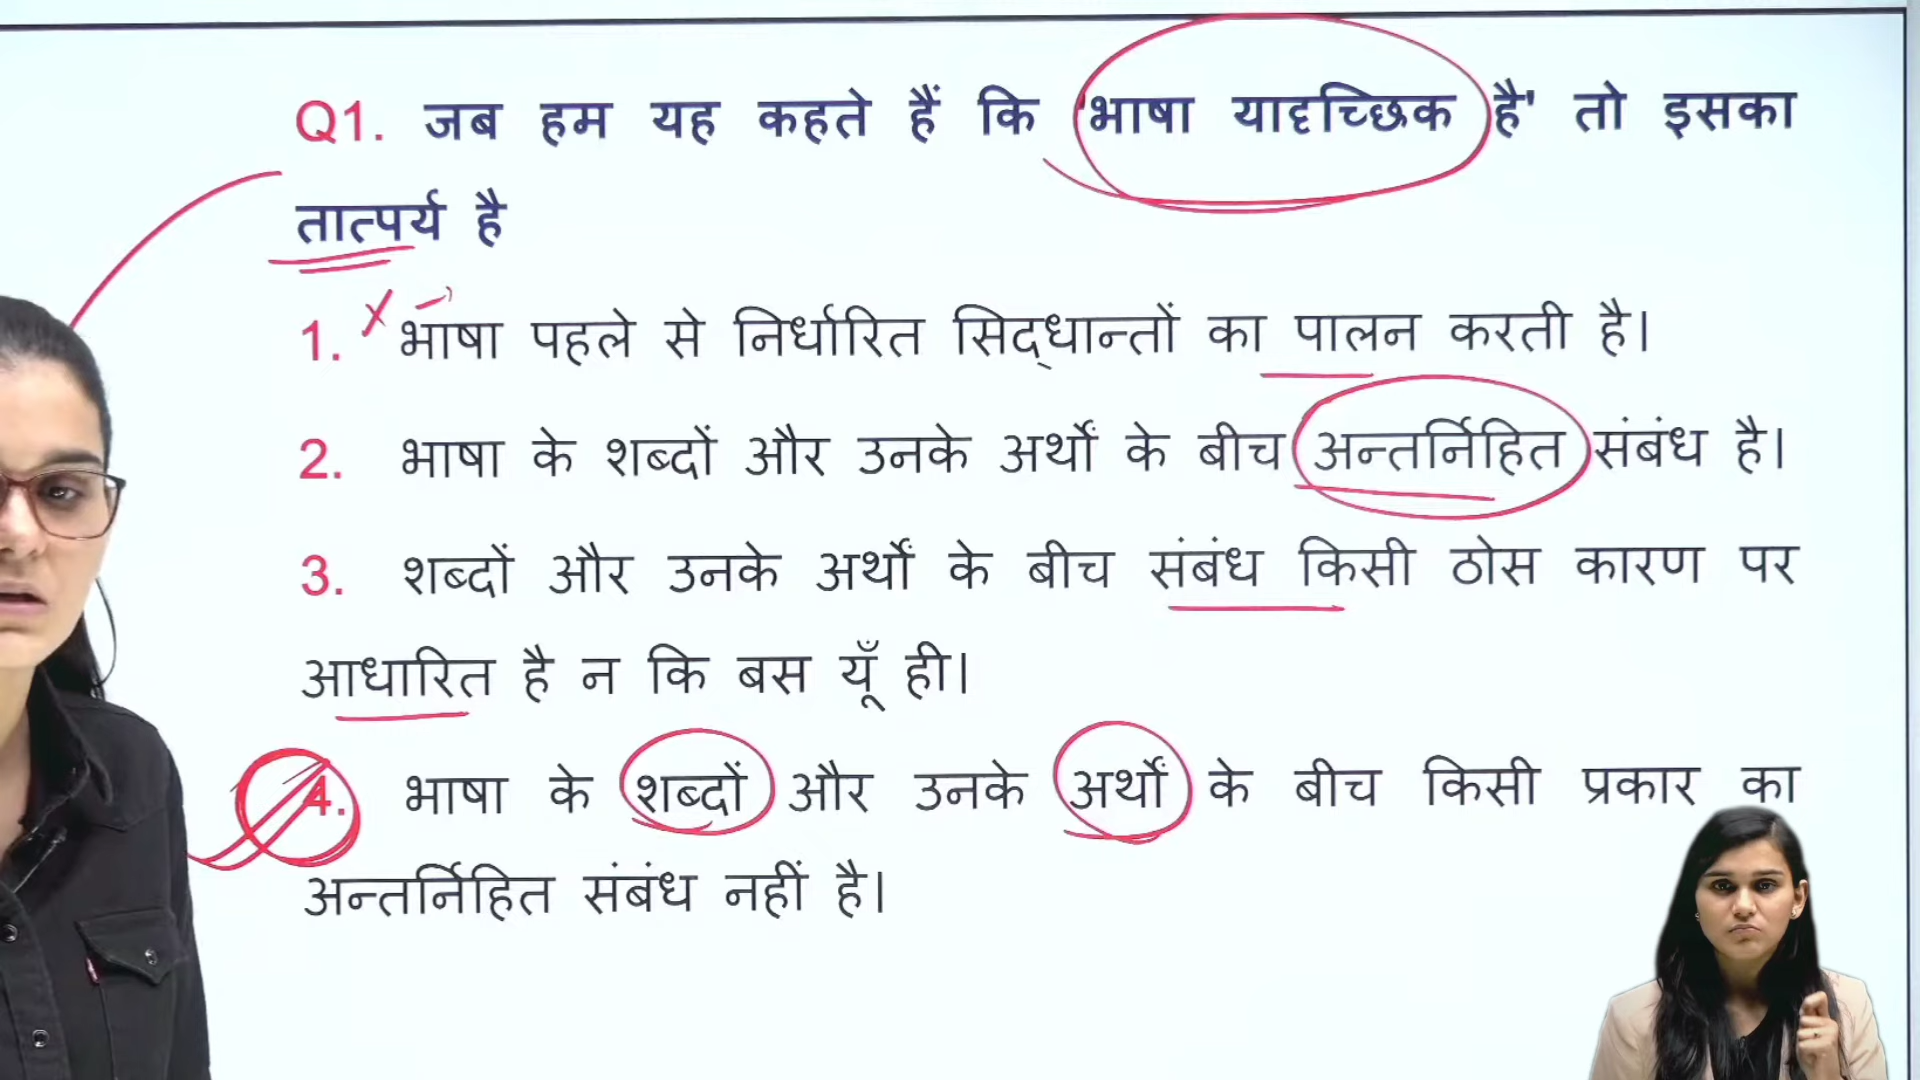 Q1. जब हम यह कहते हैं कि 'भाषा यादृच्छिक है' तो इसका
तात्पर्य है
1. भाषा पहले से निर्धारित सिद्धान्तों का पालन करती है।
2. भाषा के शब्दों और उनके अर्थों के बीच अन्तर्निहित संबंध है।
3. शब्दों और उनके अर्थों के बीच संबंध किसी ठोस कारण पर
आधारित है न कि बस यूँ ही।
4. भाषा के शब्दों और उनके अर्थों के बीच किसी प्रकार का
अन्तर्निहित संबंध नहीं है।